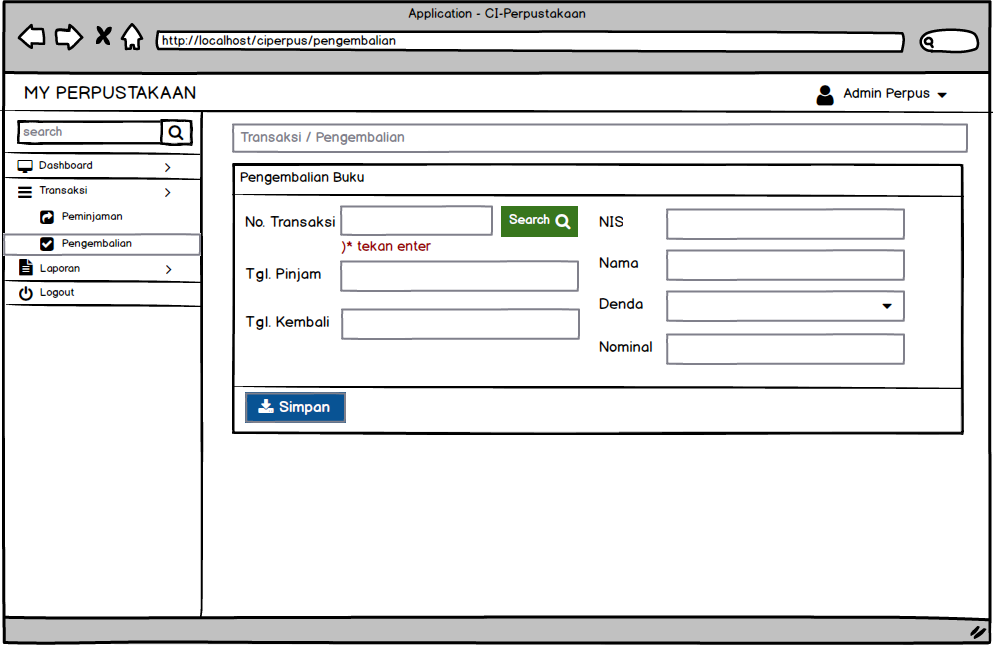 Application - CI-Perpustakaan
http://localhost/ciperpus/pengembalian
MY PERPUSTAKAAN
Admin Perpus
search
Dashboard
Transaksi
Peminjaman
Pengembalian
Laporan
Logout
Transaksi / Pengembalian
Pengembalian Buku
No. Transaksi
Search
)* tekan enter
Tgl. Pinjam
Tgl. Kembali
NIS
Nama
Denda
Nominal
Simpan